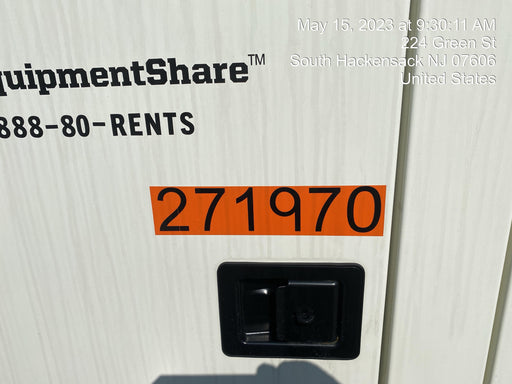 May 15, 2023 at 9:30:11 AM
224 Green St
South Hackensack NJ 07606
United States
quipmentShare™
888-80-RENTS
271970